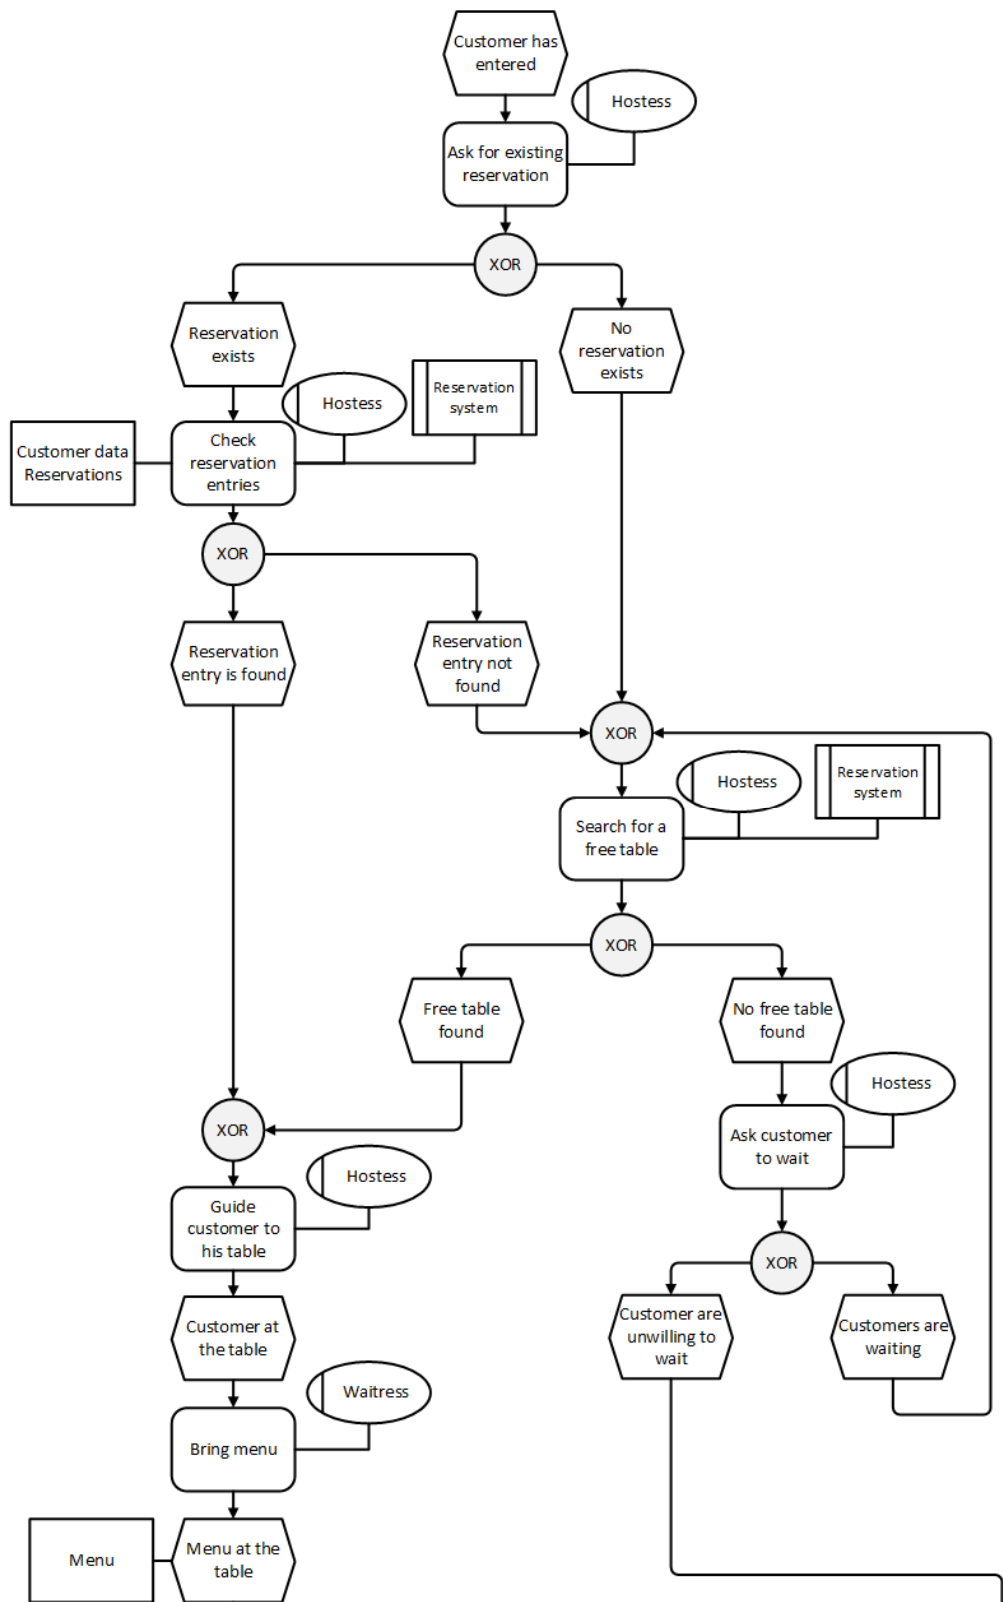 Customer has
entered
Hostess
Ask for existing
reservation
XOR
Reservation
exists
No
reservation
exists
Hostess
Reservation
system
Customer data
Reservations
Check
reservation
entries
XOR
Reservation
entry is found
Reservation
entry not
found
XOR
Hostess
Reservation
system
Search for a
free table
XOR
Free table
found
No free table
found
Hostess
XOR
Ask customer
to wait
Hostess
Guide
customer to
his table
XOR
Customer at
the table
Customer are
unwilling to
wait
Customers are
waiting
Waitress
Bring menu
Menu
Menu at the
table